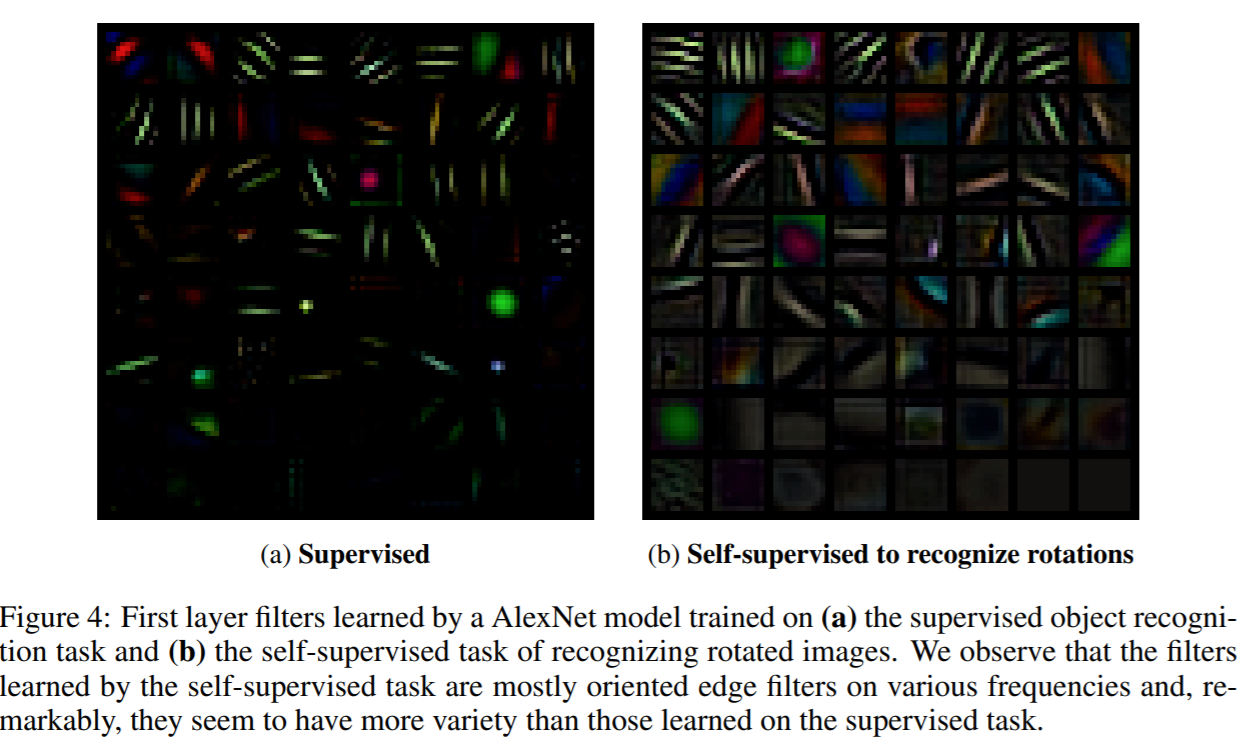 (a) Supervised
(b) Self-supervised to recognize rotations
Figure 4: First layer filters learned by a AlexNet model trained on (a) the supervised object recogni-
tion task and (b) the self-supervised task of recognizing rotated images. We observe that the filters
learned by the self-supervised task are mostly oriented edge filters on various frequencies and, re-
markably, they seem to have more variety than those learned on the supervised task.